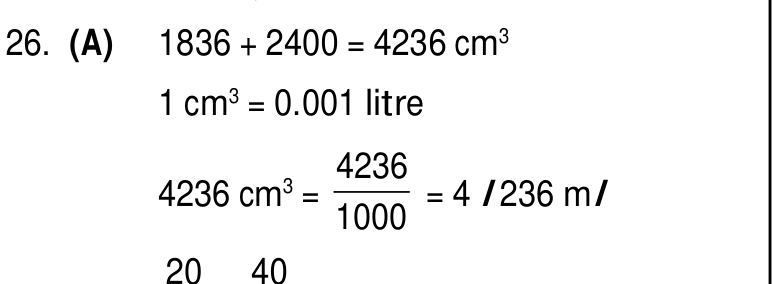 26. (A) 1836 + 2400 = 4236 cm³
1 cm³ = 0.001 litre
4236 cm³ = 4236/1000 = 4 l 236 ml
20 40